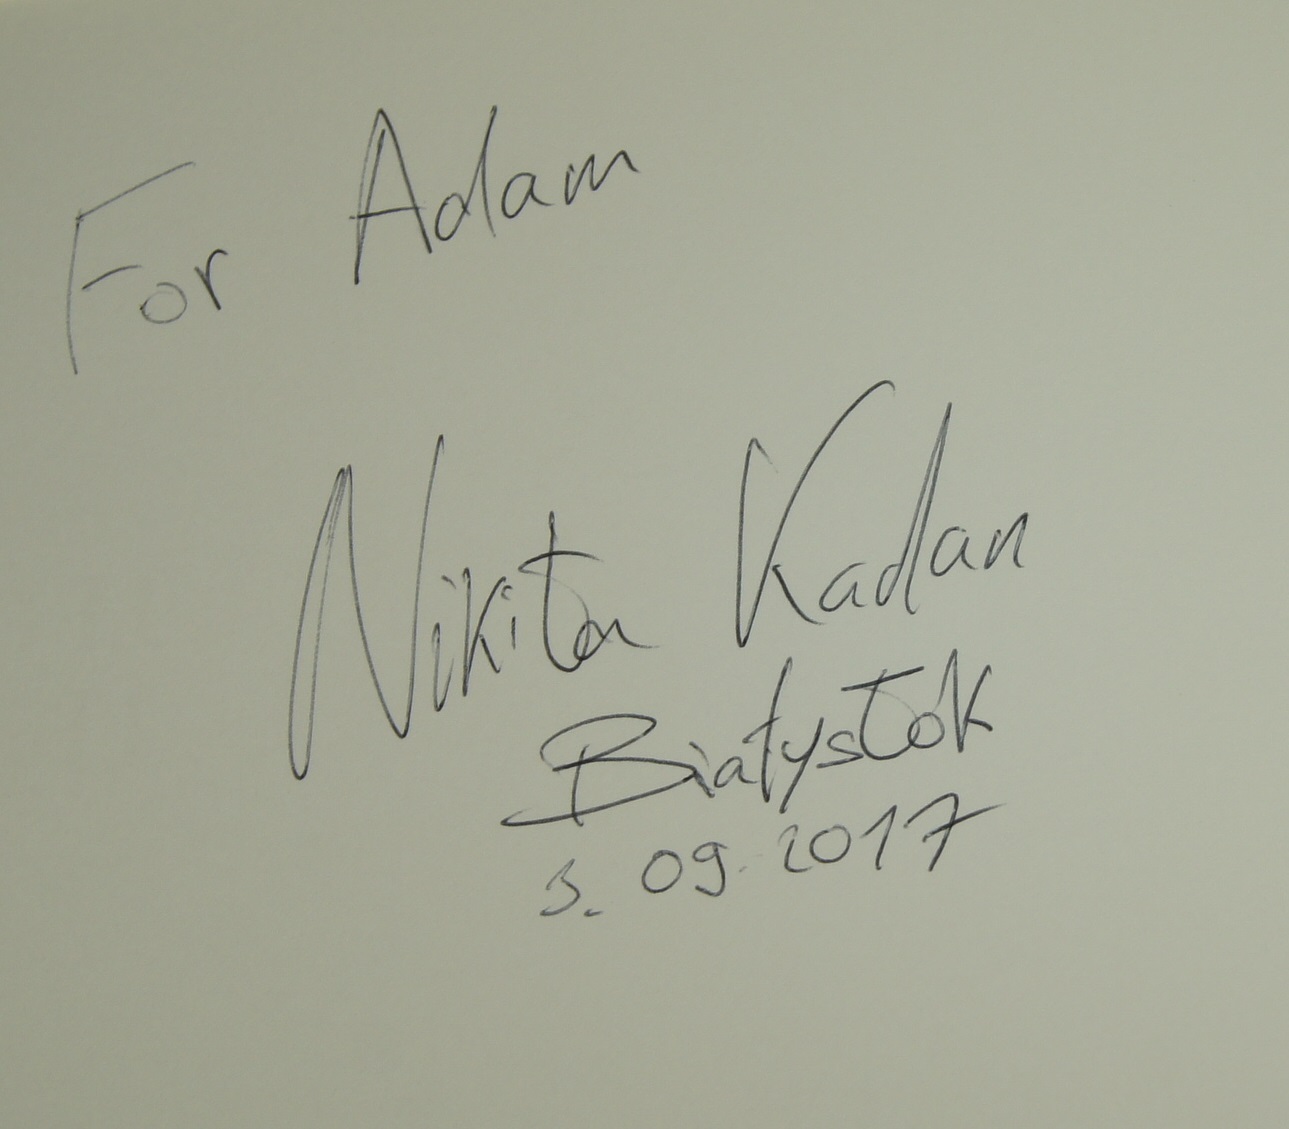 For Adam
Nikita Kadan
Białystok
3. 09. 2017